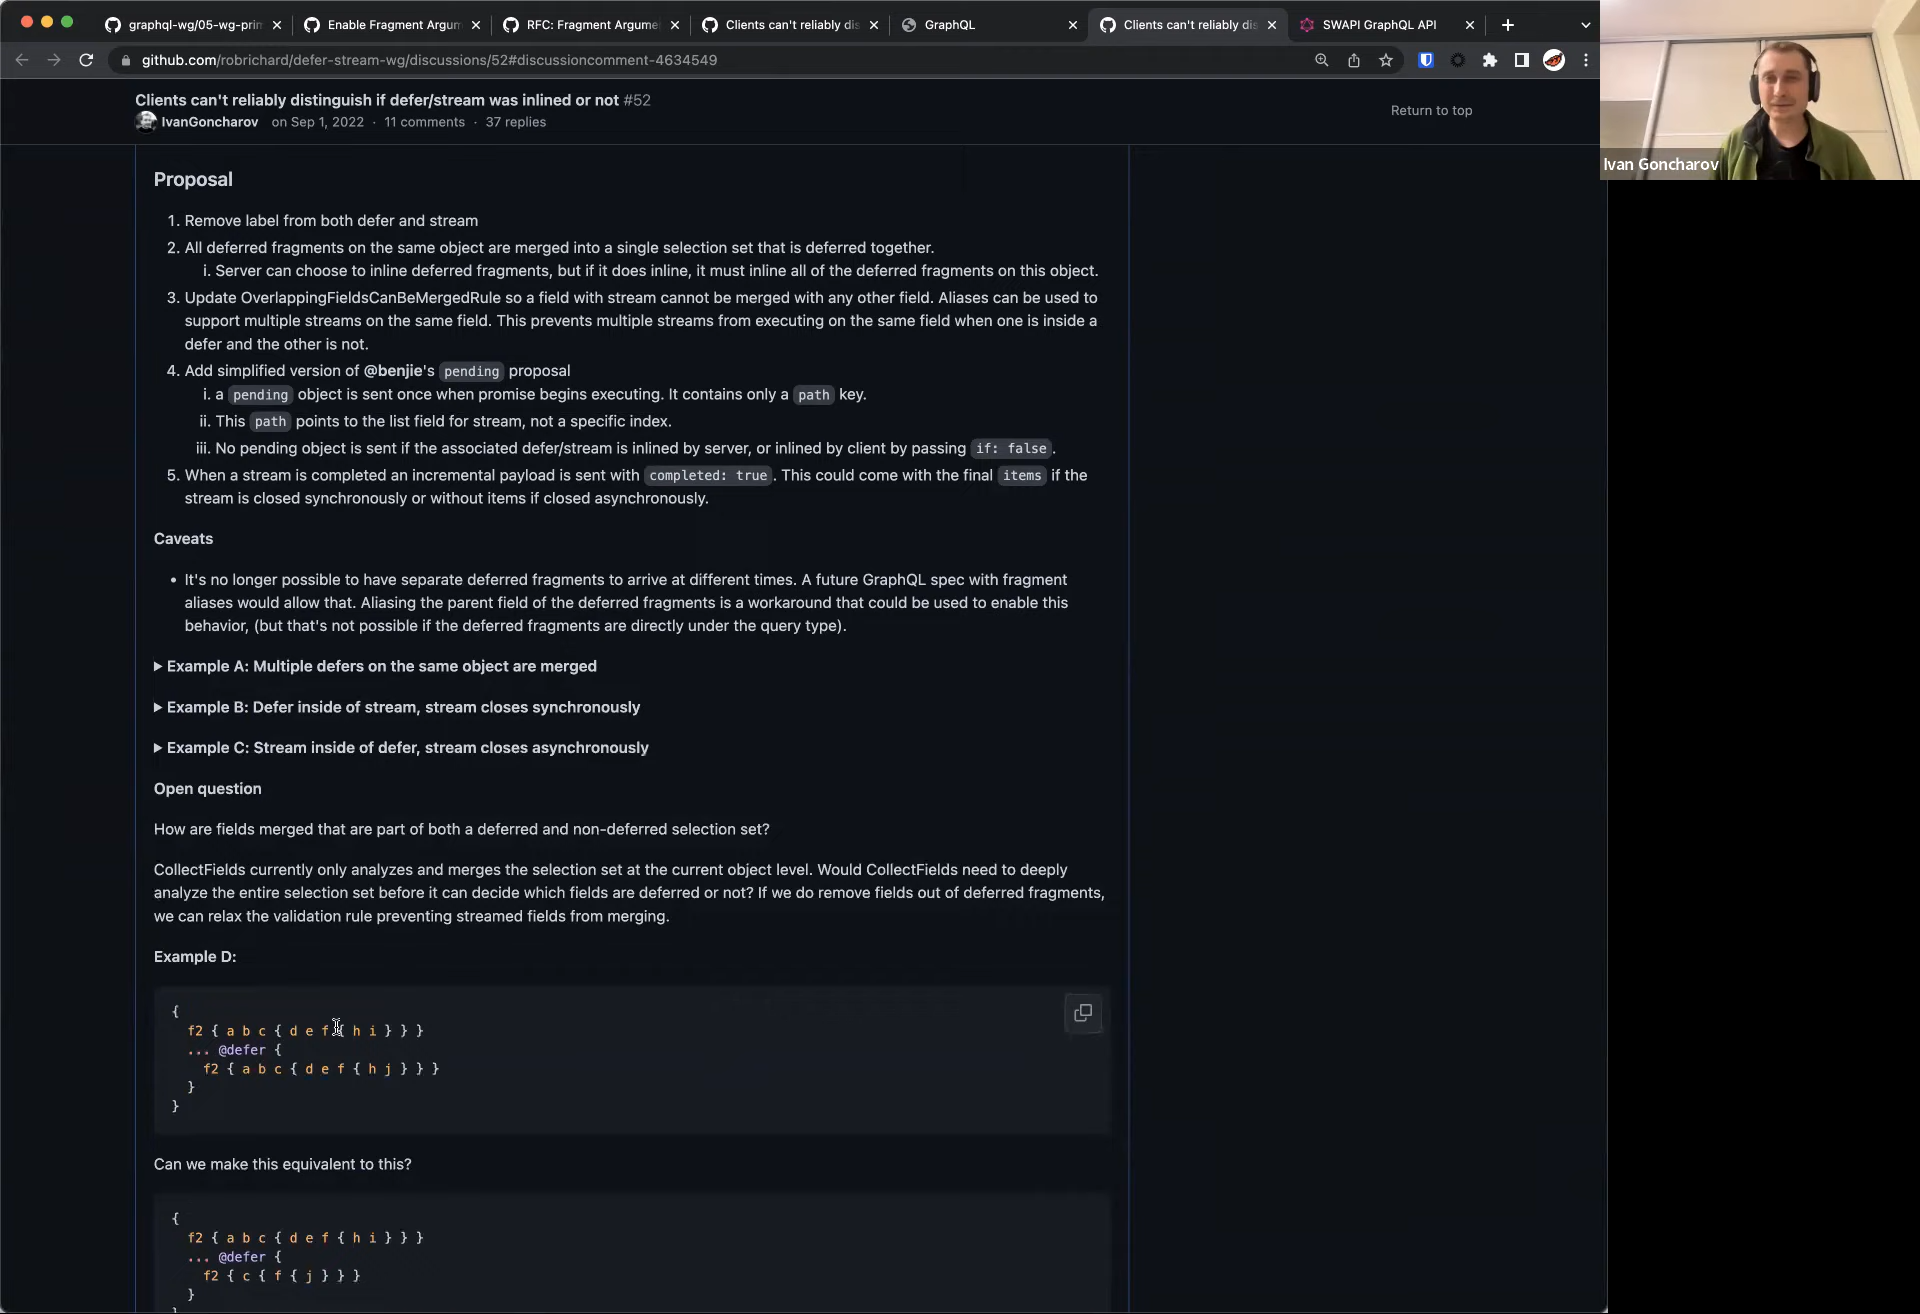 graphql-wg/05-wg-prim
Enable Fragment Argum
RFC: Fragment Argume
Clients can't reliably dis
GraphQL
Clients can't reliably dis
SWAPI GraphQL API
github.com/robrichard/defer-stream-wg/discussions/52#discussioncomment-4634549
Clients can't reliably distinguish if defer/stream was inlined or not #52
IvanGoncharov on Sep 1, 2022 · 11 comments · 37 replies
Return to top
Ivan Goncharov
Proposal
1. Remove label from both defer and stream
2. All deferred fragments on the same object are merged into a single selection set that is deferred together.
i. Server can choose to inline deferred fragments, but if it does inline, it must inline all of the deferred fragments on this object.
3. Update OverlappingFieldsCanBeMergedRule so a field with stream cannot be merged with any other field. Aliases can be used to
support multiple streams on the same field. This prevents multiple streams from executing on the same field when one is inside a
defer and the other is not.
4. Add simplified version of @benjie's pending proposal
i. a pending object is sent once when promise begins executing. It contains only a path key.
ii. This path points to the list field for stream, not a specific index.
iii. No pending object is sent if the associated defer/stream is inlined by server, or inlined by client by passing if: false.
5. When a stream is completed an incremental payload is sent with completed: true. This could come with the final items if the
stream is closed synchronously or without items if closed asynchronously.
Caveats
• It's no longer possible to have separate deferred fragments to arrive at different times. A future GraphQL spec with fragment
aliases would allow that. Aliasing the parent field of the deferred fragments is a workaround that could be used to enable this
behavior, (but that's not possible if the deferred fragments are directly under the query type).
▶ Example A: Multiple defers on the same object are merged
▶ Example B: Defer inside of stream, stream closes synchronously
▶ Example C: Stream inside of defer, stream closes asynchronously
Open question
How are fields merged that are part of both a deferred and non-deferred selection set?
CollectFields currently only analyzes and merges the selection set at the current object level. Would CollectFields need to deeply
analyze the entire selection set before it can decide which fields are deferred or not? If we do remove fields out of deferred fragments,
we can relax the validation rule preventing streamed fields from merging.
Example D:
{
f2 { a b c { d e f { h i } } }
... @defer {
f2 { a b c { d e f { h j } } }
}
}
Can we make this equivalent to this?
{
f2 { a b c { d e f { h i } } }
... @defer {
f2 { c { f { j } } }
}
}